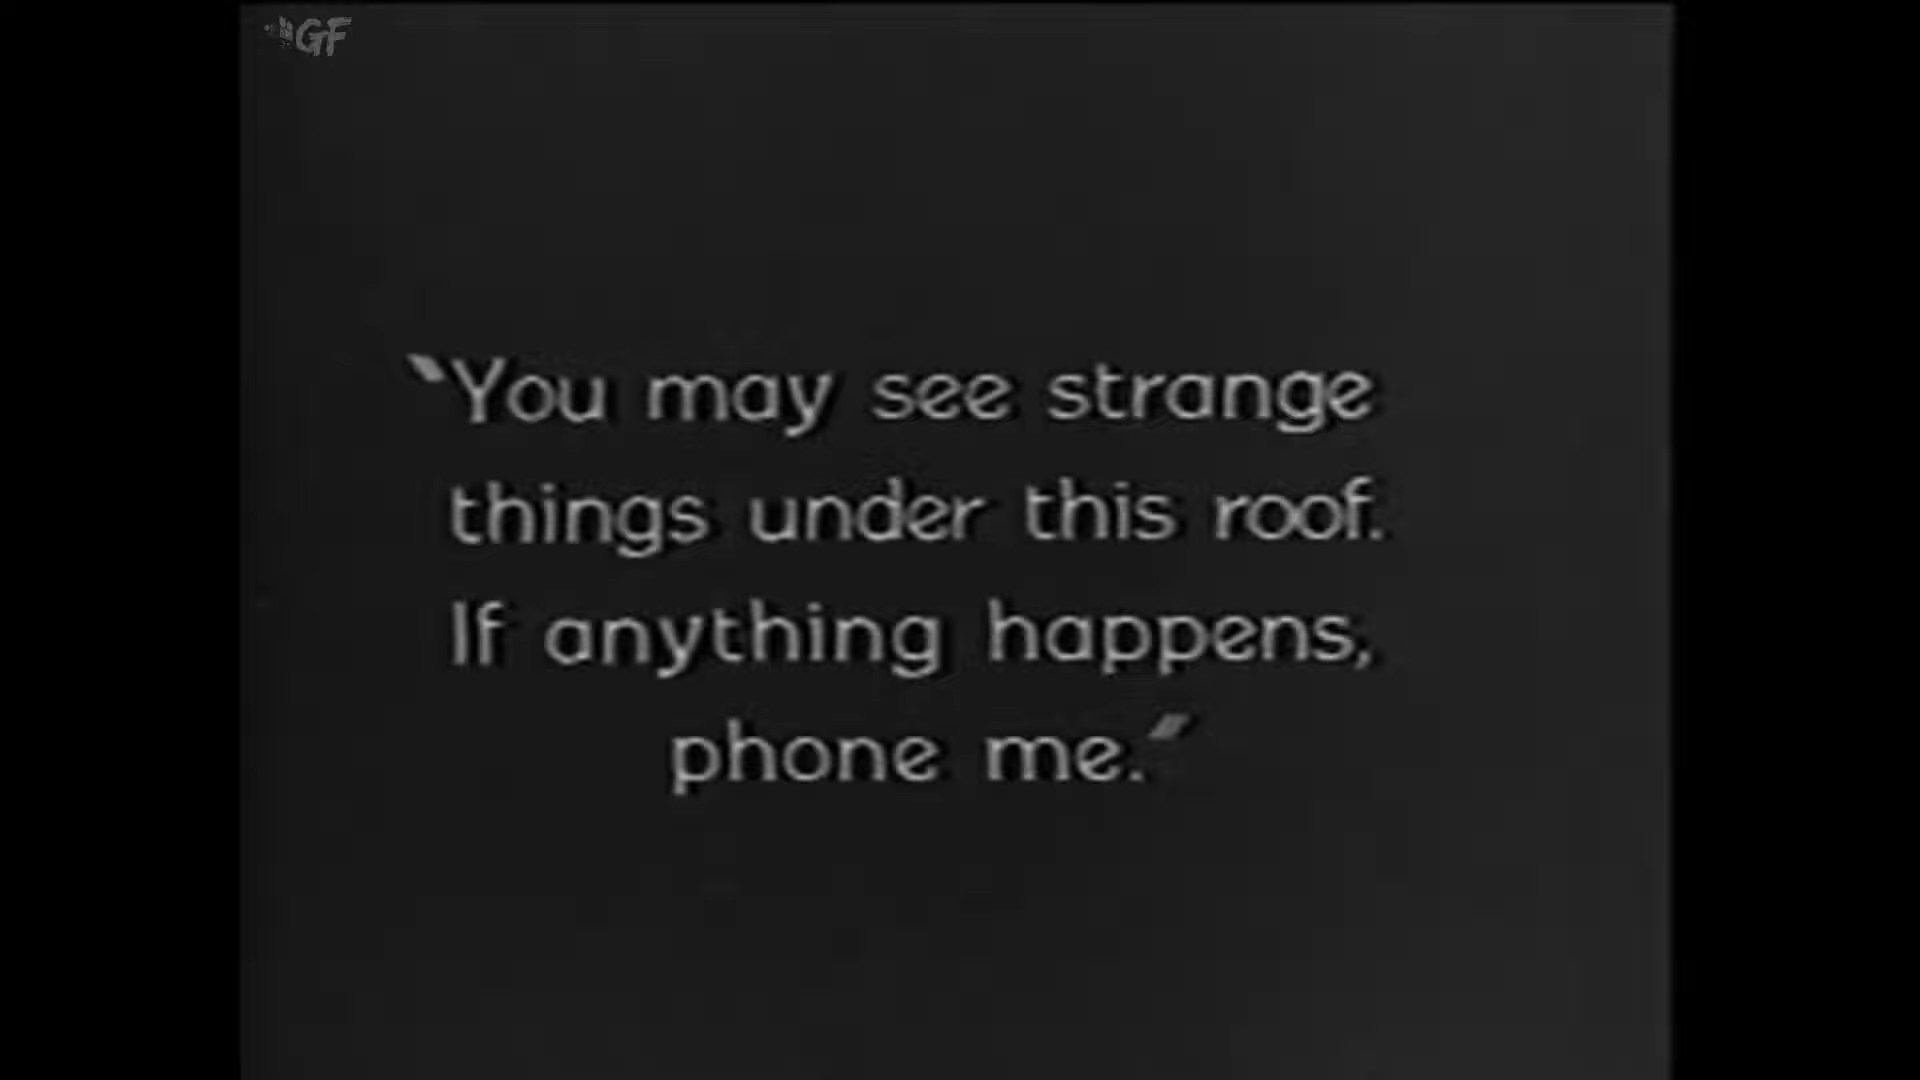 GF
"You may see strange
things under this roof.
If anything happens,
phone me."